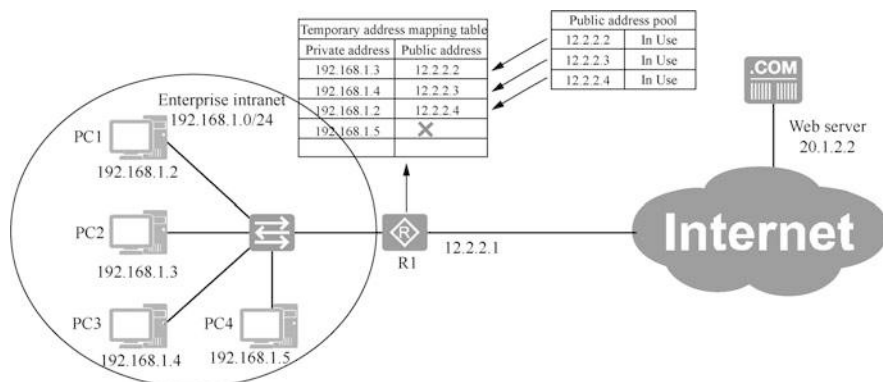 Temporary address mapping table
Private address Public address
192.168.1.3 12.2.2.2
192.168.1.4 12.2.2.3
192.168.1.2 12.2.2.4
192.168.1.5
Public address pool
12.2.2.2 In Use
12.2.2.3 In Use
12.2.2.4 In Use
.COM
Web server
20.1.2.2
Enterprise intranet
192.168.1.0/24
PC1
192.168.1.2
PC2
192.168.1.3
PC3
192.168.1.4
PC4
192.168.1.5
R
R1
12.2.2.1
Internet